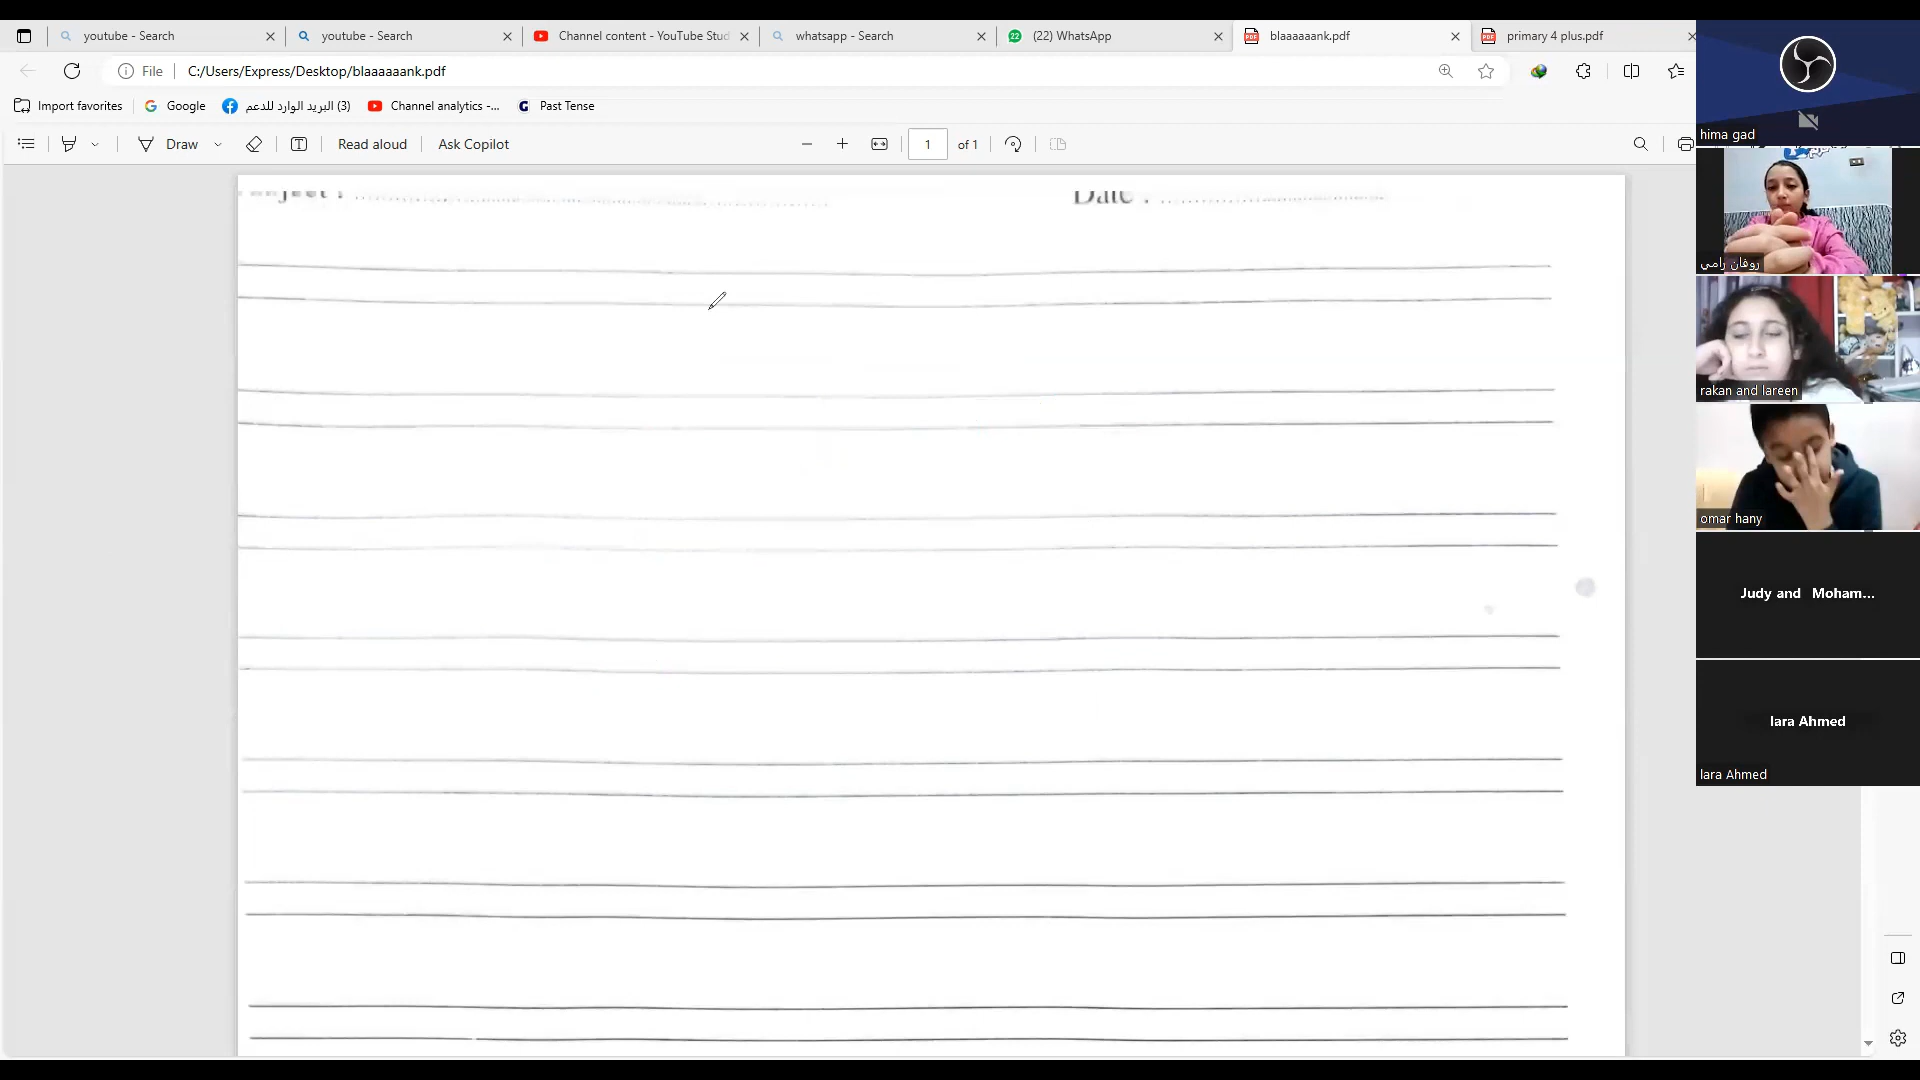 youtube - Search
youtube - Search
Channel content - YouTube Stud
whatsapp - Search
(22) WhatsApp
blaaaaaank.pdf
primary 4 plus.pdf
File
C:/Users/Express/Desktop/blaaaaaank.pdf
Import favorites
Google
(3) البريد الوارد للدعم
Channel analytics -...
Past Tense
Draw
Read aloud
Ask Copilot
1
of 1
Date :
hima gad
روفان رامي
rakan and lareen
omar hany
Judy and Moham...
lara Ahmed
lara Ahmed